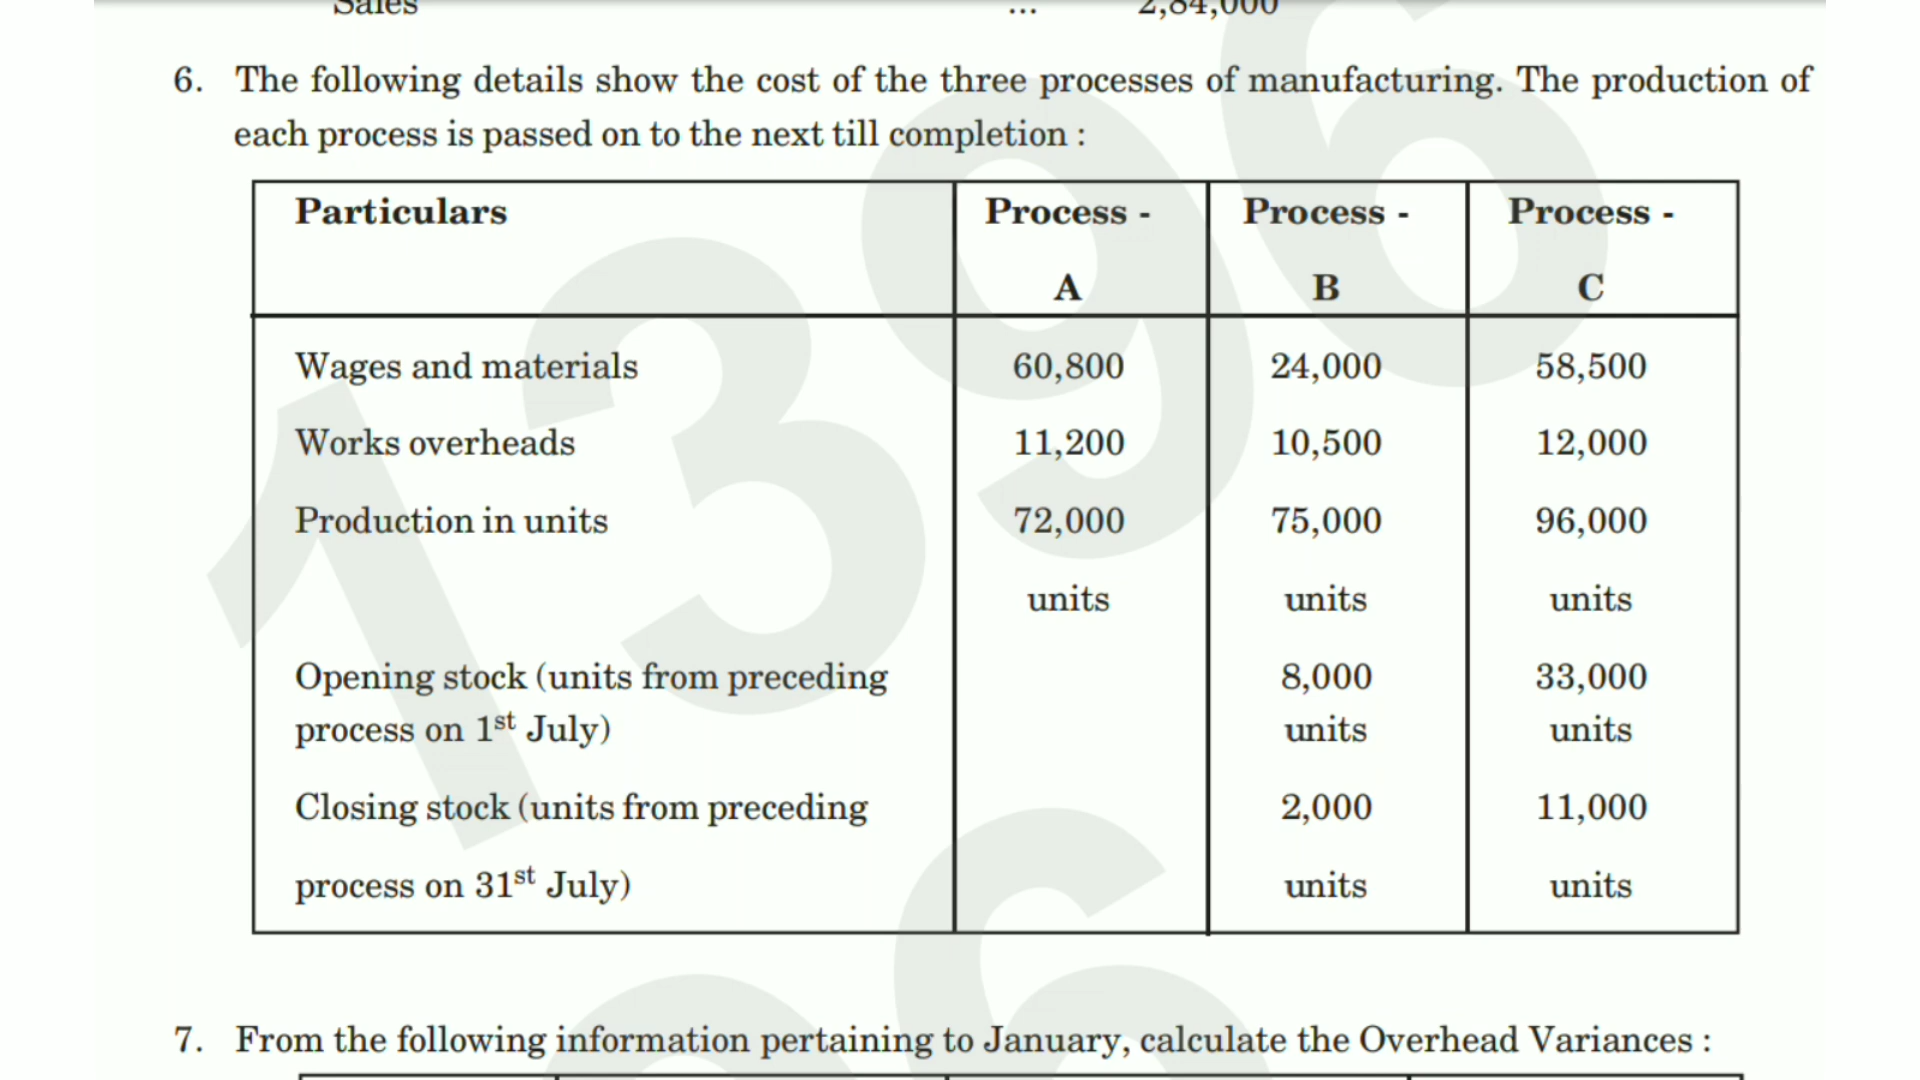 Sales ... 2,84,000
6. The following details show the cost of the three processes of manufacturing. The production of
each process is passed on to the next till completion :
Particulars Process - Process - Process -
A B C
Wages and materials 60,800 24,000 58,500
Works overheads 11,200 10,500 12,000
Production in units 72,000 75,000 96,000
units units units
Opening stock (units from preceding 8,000 33,000
process on 1st July) units units
Closing stock (units from preceding 2,000 11,000
process on 31st July) units units
7. From the following information pertaining to January, calculate the Overhead Variances :
1396